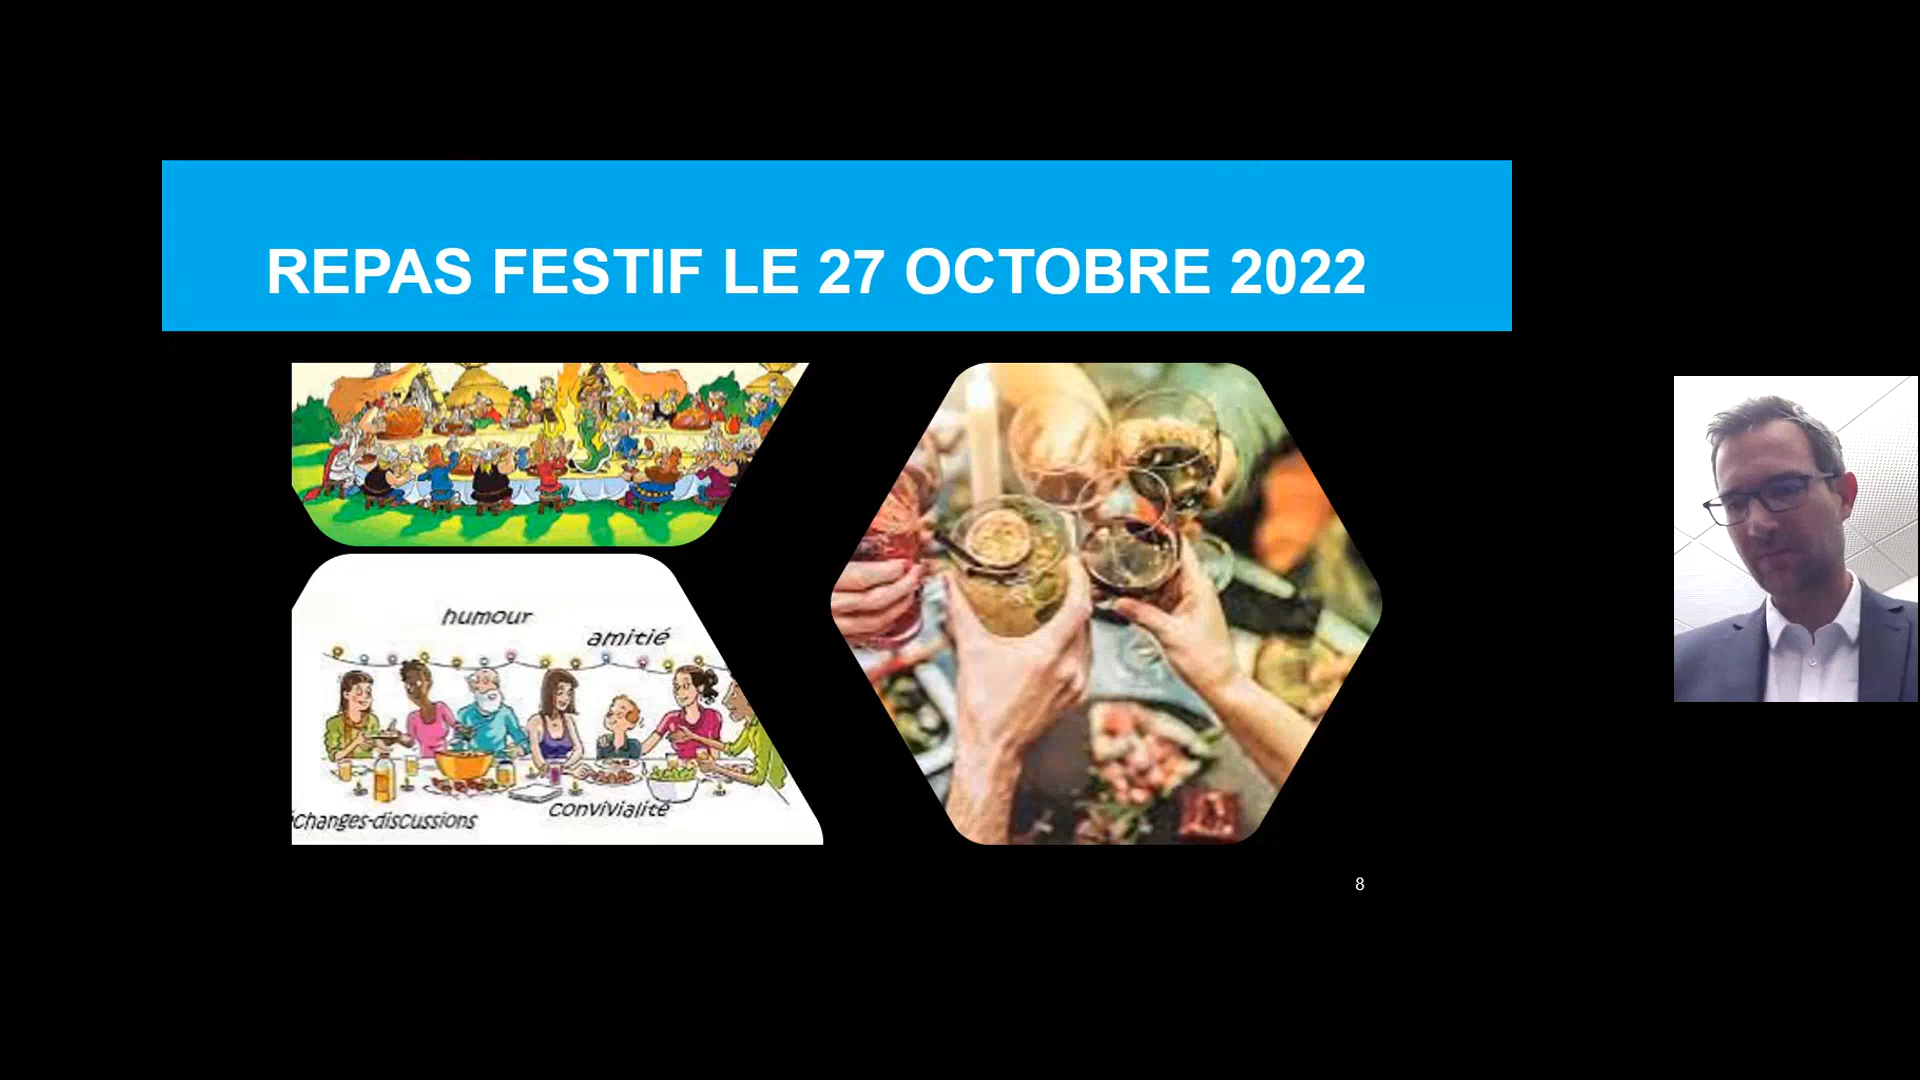 REPAS FESTIF LE 27 OCTOBRE 2022
humour
amitié
changes-discussions
convivialité
8